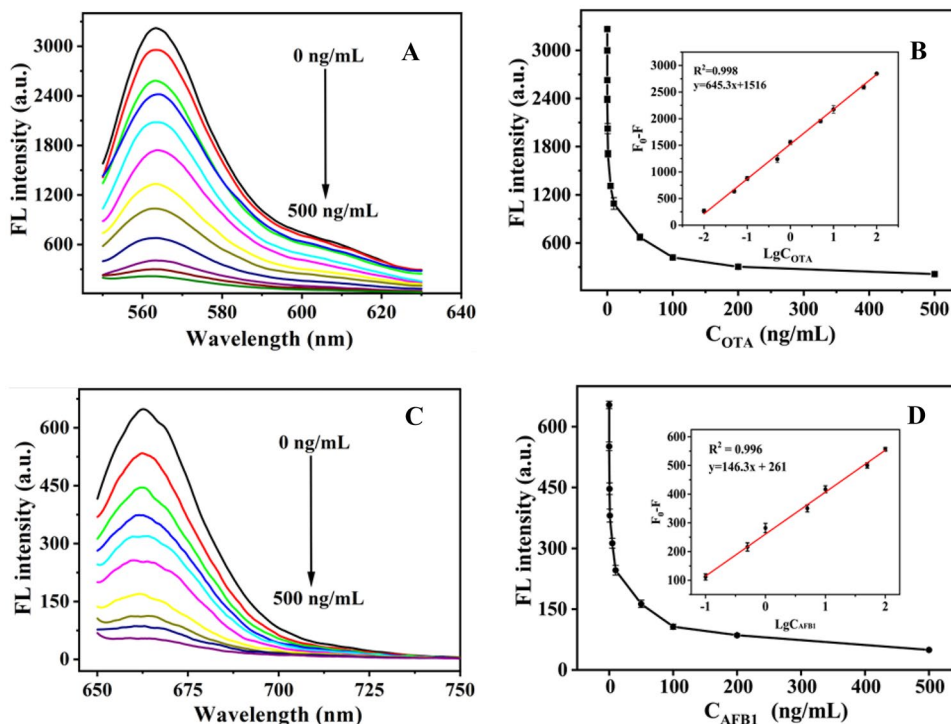 A
3000
2400
1800
1200
600
FL intensity (a.u.)
0 ng/mL
500 ng/mL
560
580
600
620
640
Wavelength (nm)
B
3600
3000
2400
1800
1200
600
FL intensity (a.u.)
0
100
200
300
400
500
C_OTA (ng/mL)
R²=0.998
y=645.3x+1516
3000
2500
2000
1500
1000
500
0
F₀-F
-2
-1
0
1
2
LgC_OTA
C
600
450
300
150
0
FL intensity (a.u.)
0 ng/mL
500 ng/mL
650
675
700
725
750
Wavelength (nm)
D
600
450
300
150
0
FL intensity (a.u.)
0
100
200
300
400
500
C_AFB1 (ng/mL)
R² = 0.996
y=146.3x + 261
600
500
400
300
200
100
F₀-F
-1
0
1
2
LgC_AFB1